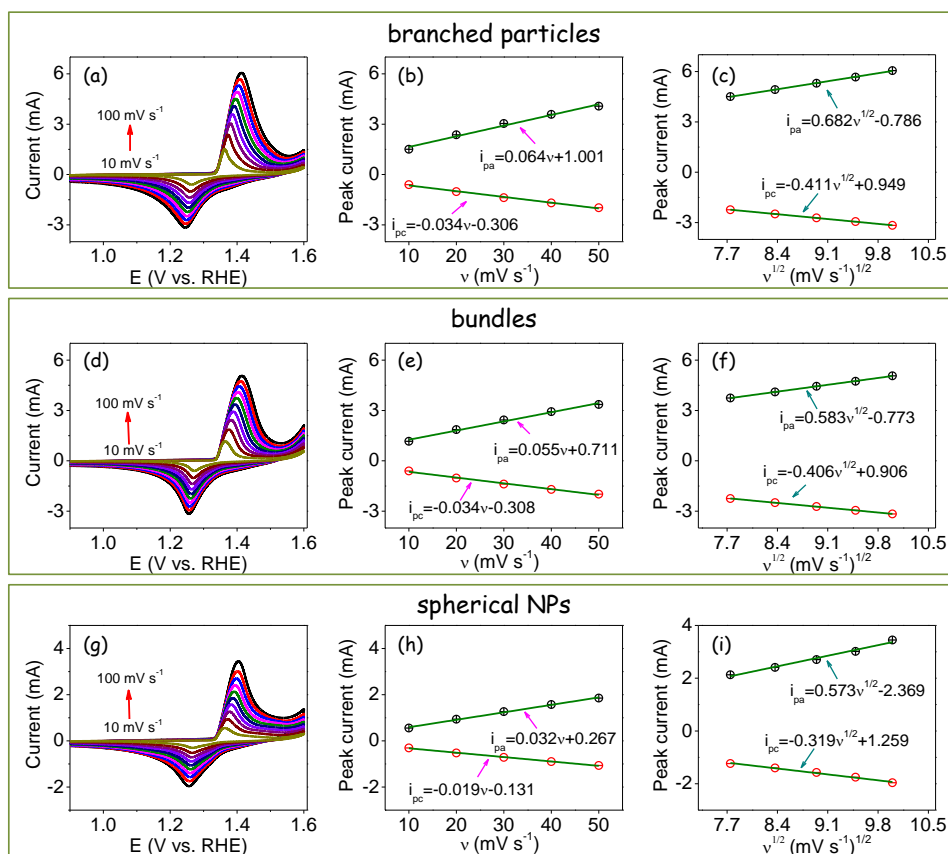 branched particles
(a)
100 mV s⁻¹
10 mV s⁻¹
Current (mA)
6
3
0
-3
1.0 1.2 1.4 1.6
E (V vs. RHE)
(b)
i_pa=0.064ν+1.001
i_pc=-0.034ν-0.306
Peak current (mA)
6
3
0
-3
10 20 30 40 50
ν (mV s⁻¹)
(c)
i_pa=0.682ν^1/2-0.786
i_pc=-0.411ν^1/2+0.949
Peak current (mA)
6
3
0
-3
7.7 8.4 9.1 9.8 10.5
ν^1/2 (mV s⁻¹)^1/2
bundles
(d)
100 mV s⁻¹
10 mV s⁻¹
Current (mA)
6
3
0
-3
1.0 1.2 1.4 1.6
E (V vs. RHE)
(e)
i_pa=0.055ν+0.711
i_pc=-0.034ν-0.308
Peak current (mA)
6
3
0
-3
10 20 30 40 50
ν (mV s⁻¹)
(f)
i_pa=0.583ν^1/2-0.773
i_pc=-0.406ν^1/2+0.906
Peak current (mA)
6
3
0
-3
7.7 8.4 9.1 9.8 10.5
ν^1/2 (mV s⁻¹)^1/2
spherical NPs
(g)
100 mV s⁻¹
10 mV s⁻¹
Current (mA)
4
2
0
-2
1.0 1.2 1.4 1.6
E (V vs. RHE)
(h)
i_pa=0.032ν+0.267
i_pc=-0.019ν-0.131
Peak current (mA)
4
2
0
-2
10 20 30 40 50
ν (mV s⁻¹)
(i)
i_pa=0.573ν^1/2-2.369
i_pc=-0.319ν^1/2+1.259
Peak current (mA)
4
2
0
-2
7.7 8.4 9.1 9.8 10.5
ν^1/2 (mV s⁻¹)^1/2